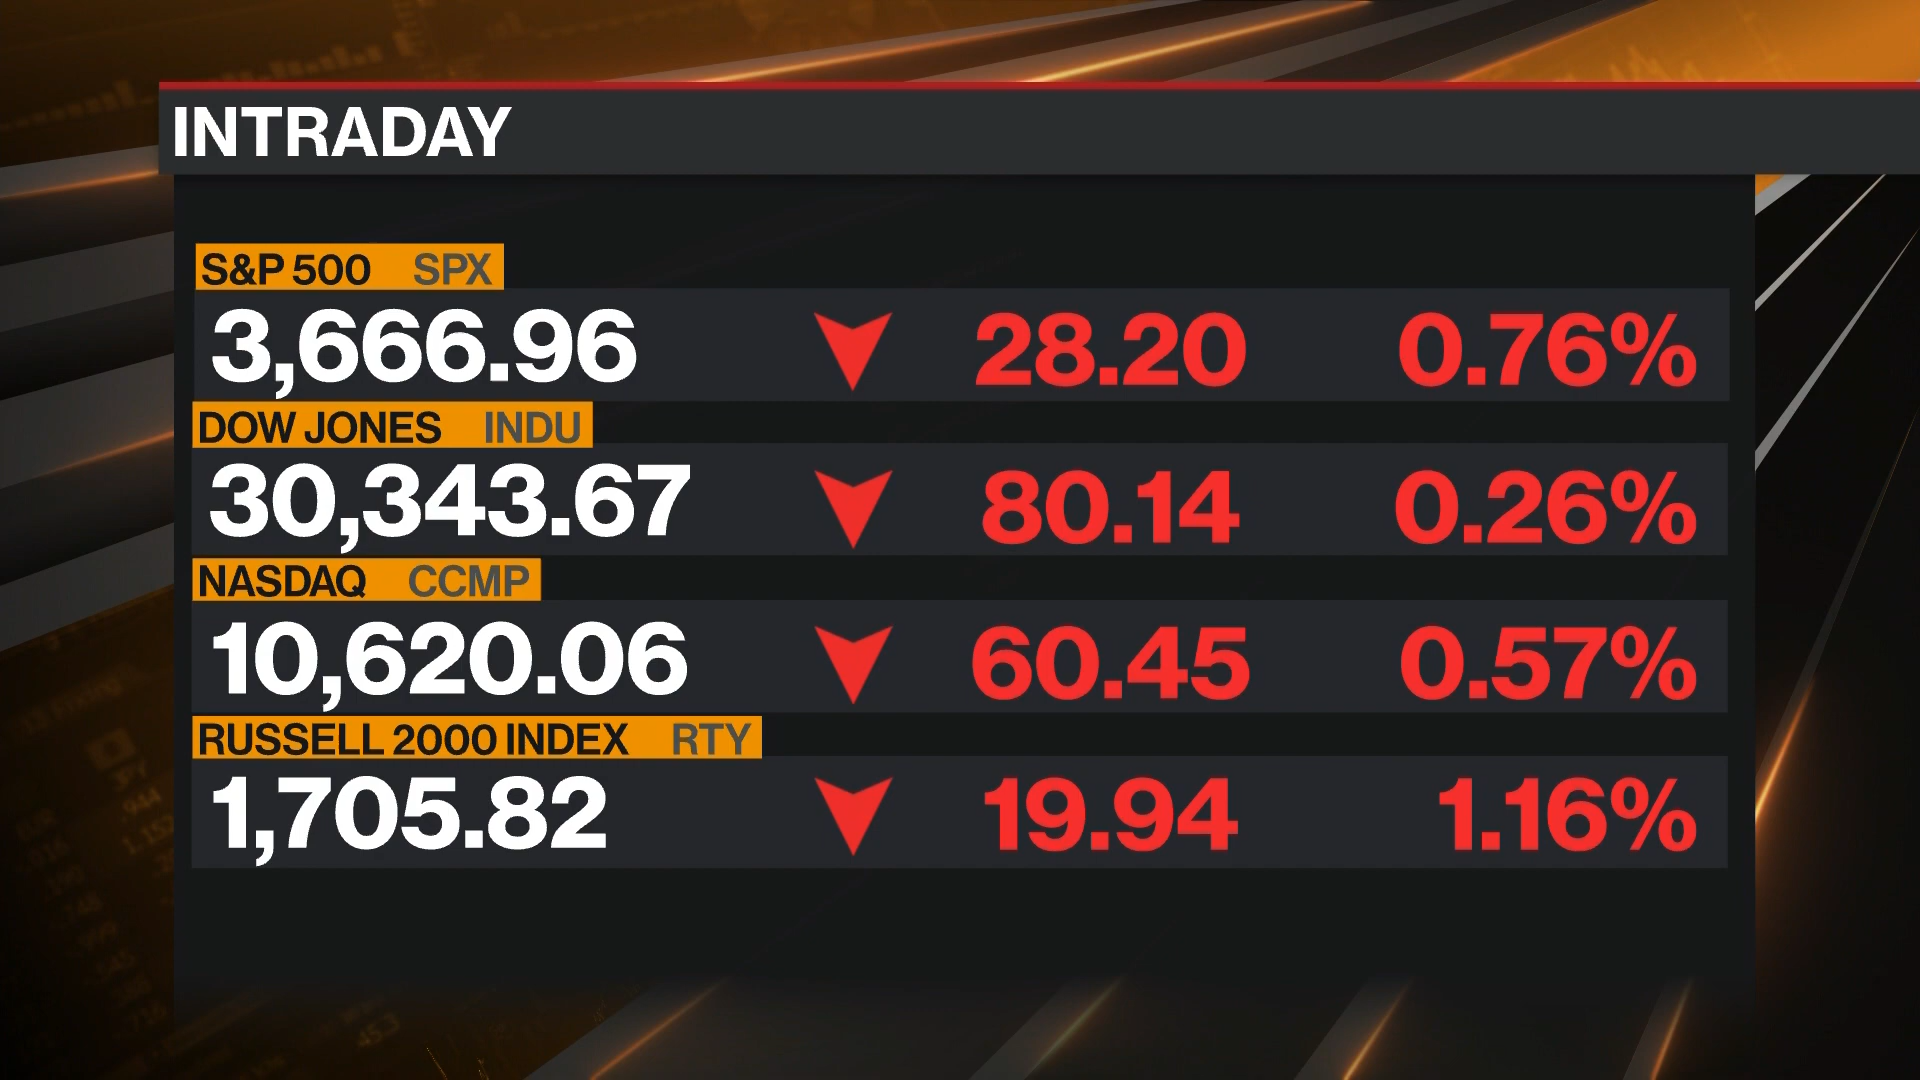 INTRADAY
S&P 500 SPX
3,666.96 28.20 0.76%
DOW JONES INDU
30,343.67 80.14 0.26%
NASDAQ CCMP
10,620.06 60.45 0.57%
RUSSELL 2000 INDEX RTY
1,705.82 19.94 1.16%